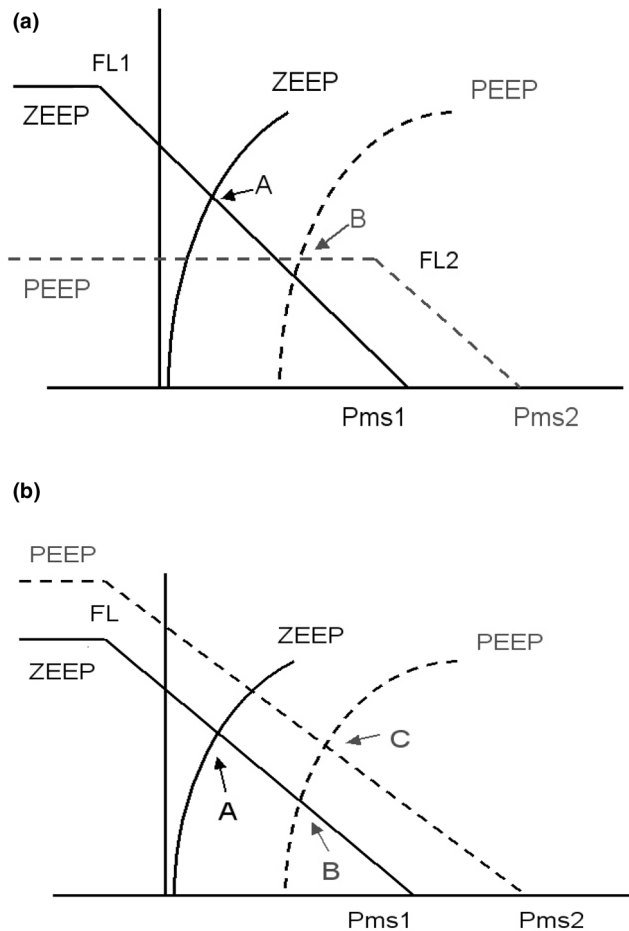 (a)
FL1
ZEEP
ZEEP
PEEP
A
B
PEEP
FL2
Pms1
Pms2
(b)
PEEP
FL
ZEEP
ZEEP
PEEP
C
A
B
Pms1
Pms2